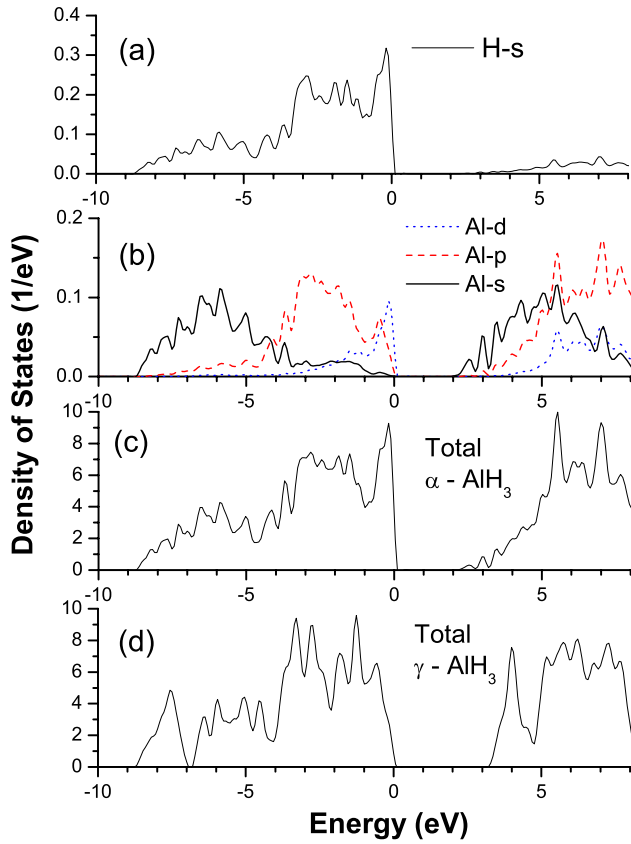 Density of States (1/eV)
(a)
H-s
0.4
0.3
0.2
0.1
0.0
-10 -5 0 5
(b)
Al-d
Al-p
Al-s
0.2
0.1
0.0
-10 -5 0 5
(c)
Total
α - AlH₃
10
8
6
4
2
0
-10 -5 0 5
(d)
Total
γ - AlH₃
10
8
6
4
2
0
-10 -5 0 5
Energy (eV)